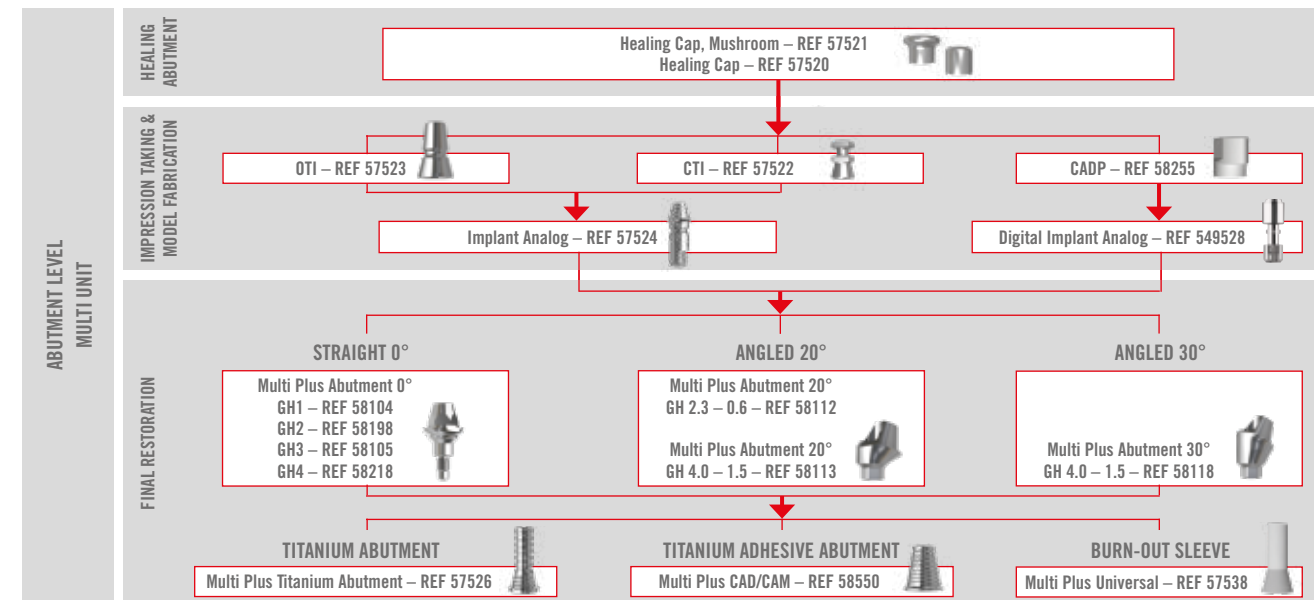 ABUTMENT LEVEL
MULTI UNIT
HEALING
ABUTMENT
Healing Cap, Mushroom – REF 57521
Healing Cap – REF 57520
IMPRESSION TAKING &
MODEL FABRICATION
OTI – REF 57523
CTI – REF 57522
CADP – REF 58255
Implant Analog – REF 57524
Digital Implant Analog – REF 549528
FINAL RESTORATION
STRAIGHT 0°
Multi Plus Abutment 0°
GH1 – REF 58104
GH2 – REF 58198
GH3 – REF 58105
GH4 – REF 58218
ANGLED 20°
Multi Plus Abutment 20°
GH 2.3 – 0.6 – REF 58112
Multi Plus Abutment 20°
GH 4.0 – 1.5 – REF 58113
ANGLED 30°
Multi Plus Abutment 30°
GH 4.0 – 1.5 – REF 58118
TITANIUM ABUTMENT
Multi Plus Titanium Abutment – REF 57526
TITANIUM ADHESIVE ABUTMENT
Multi Plus CAD/CAM – REF 58550
BURN-OUT SLEEVE
Multi Plus Universal – REF 57538